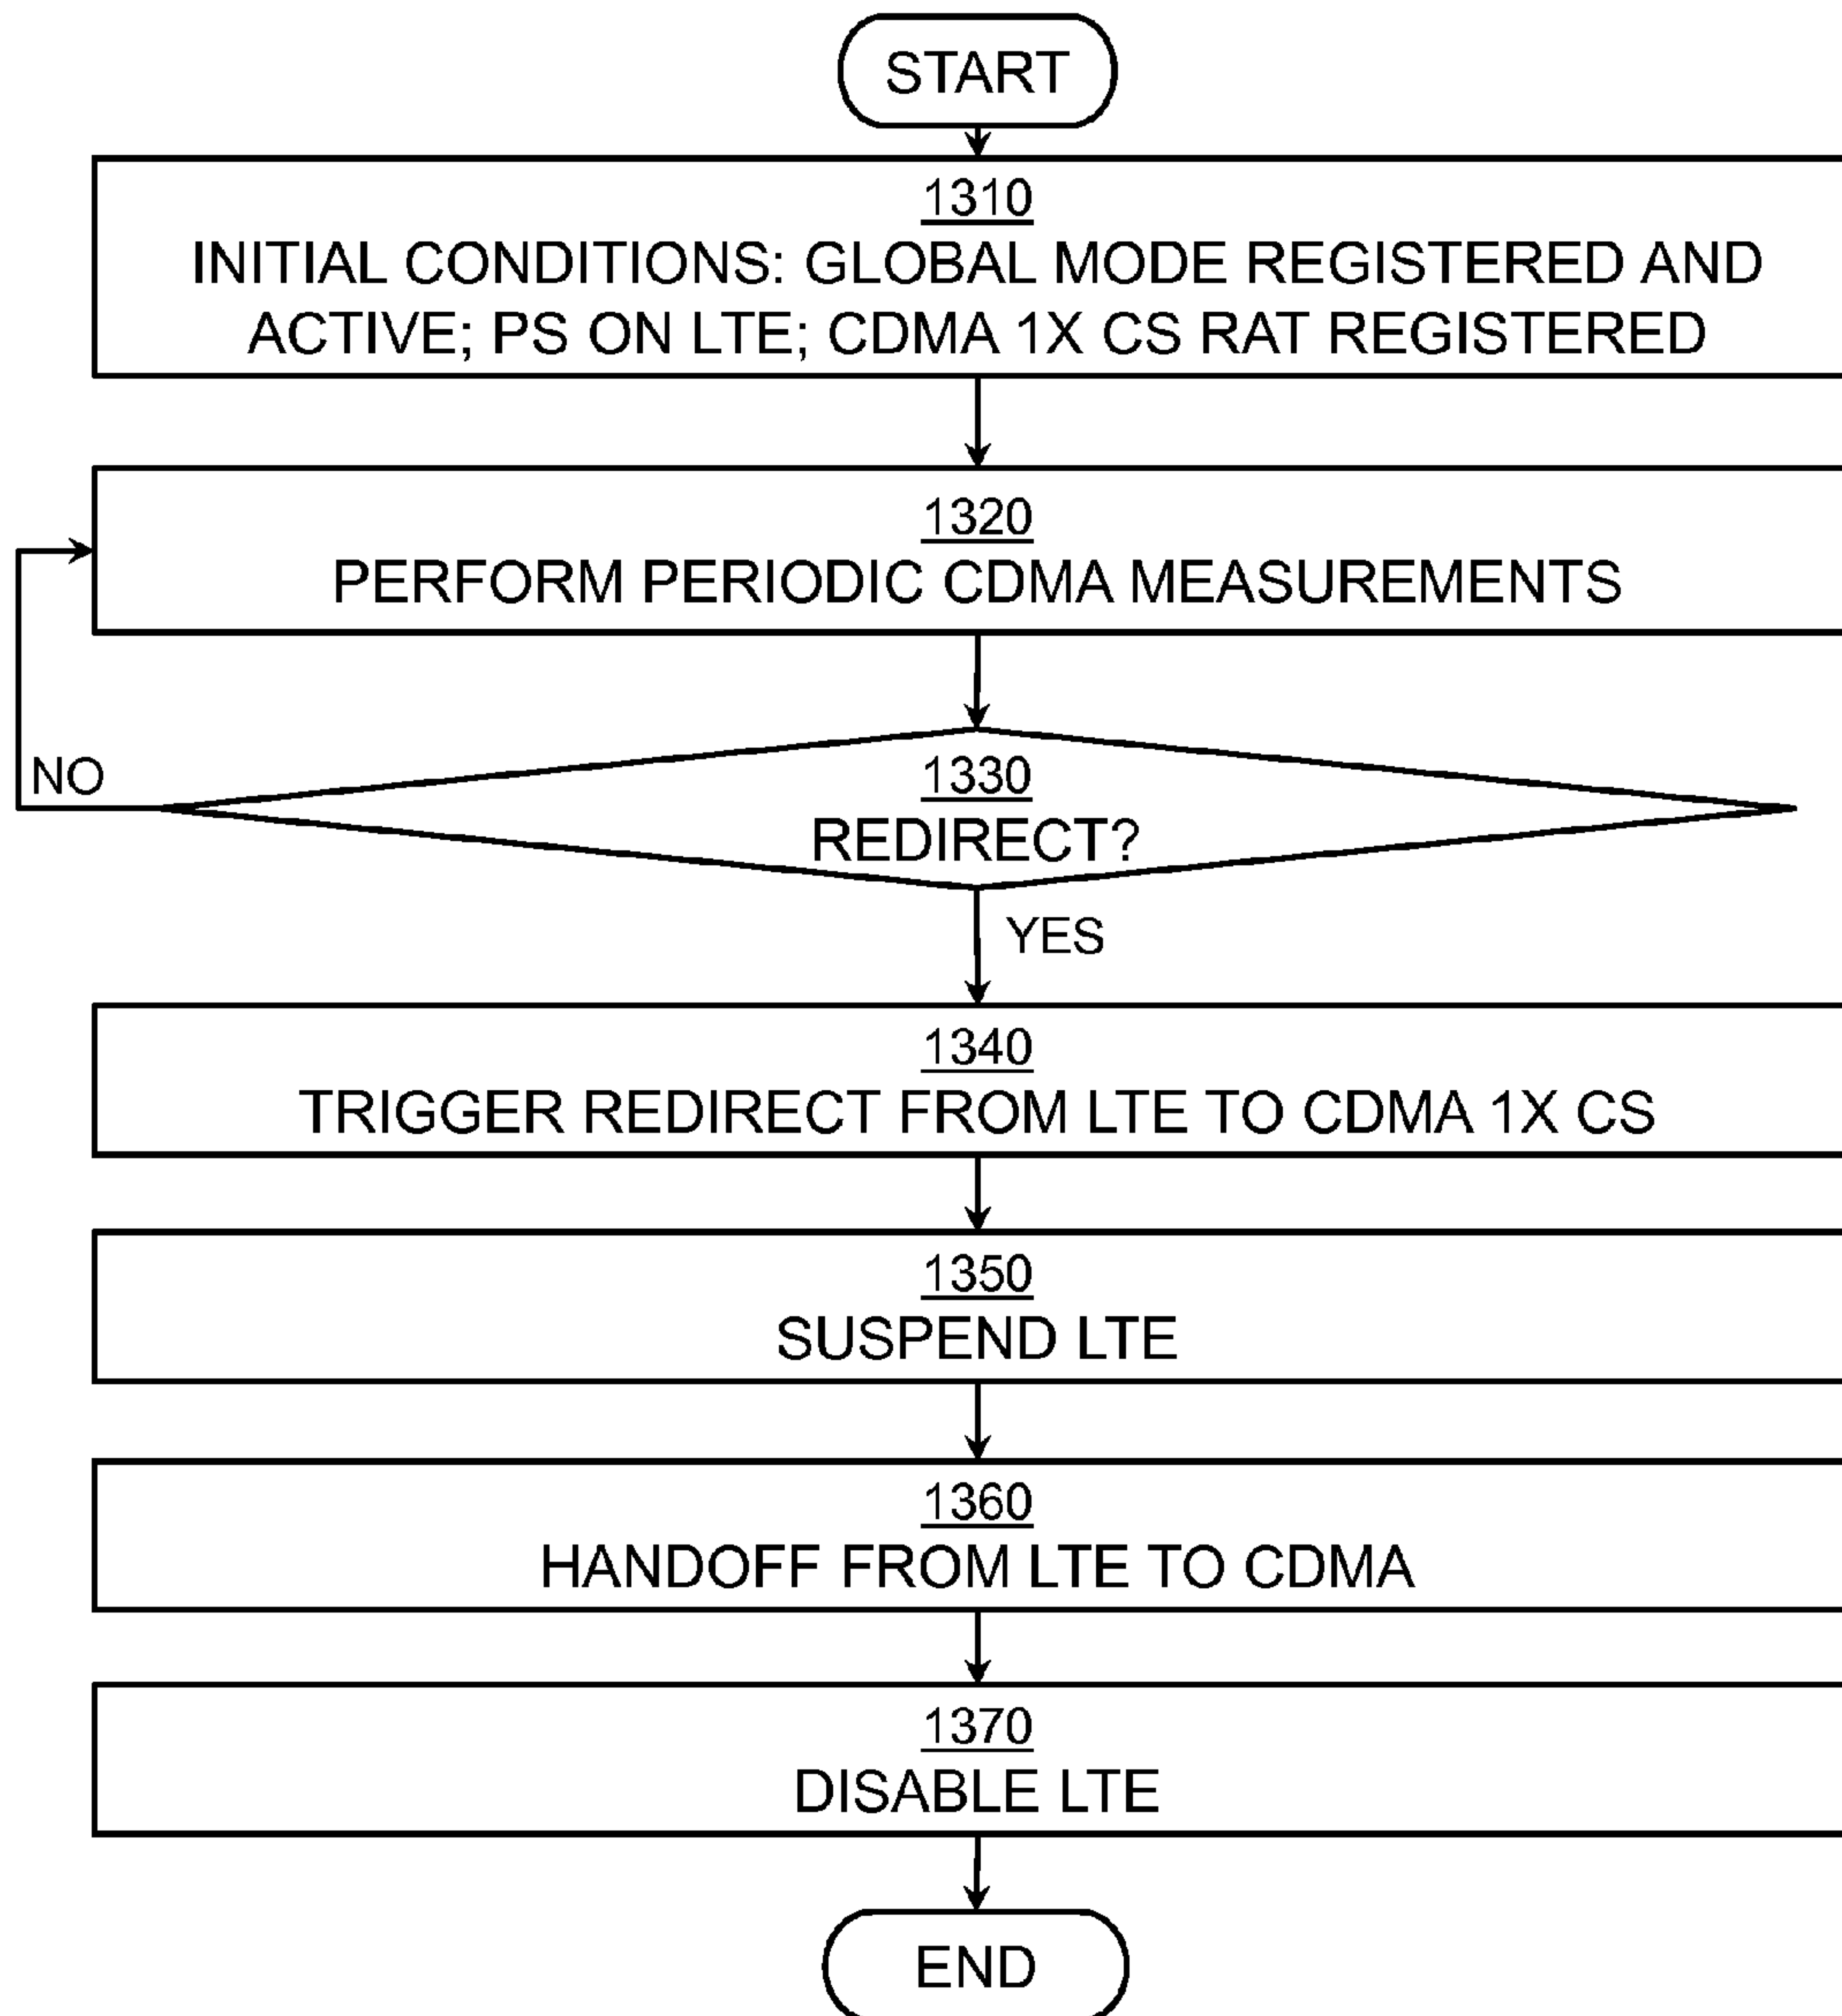 START
1310
INITIAL CONDITIONS: GLOBAL MODE REGISTERED AND
ACTIVE; PS ON LTE; CDMA 1X CS RAT REGISTERED
1320
PERFORM PERIODIC CDMA MEASUREMENTS
NO
1330
REDIRECT?
YES
1340
TRIGGER REDIRECT FROM LTE TO CDMA 1X CS
1350
SUSPEND LTE
1360
HANDOFF FROM LTE TO CDMA
1370
DISABLE LTE
END